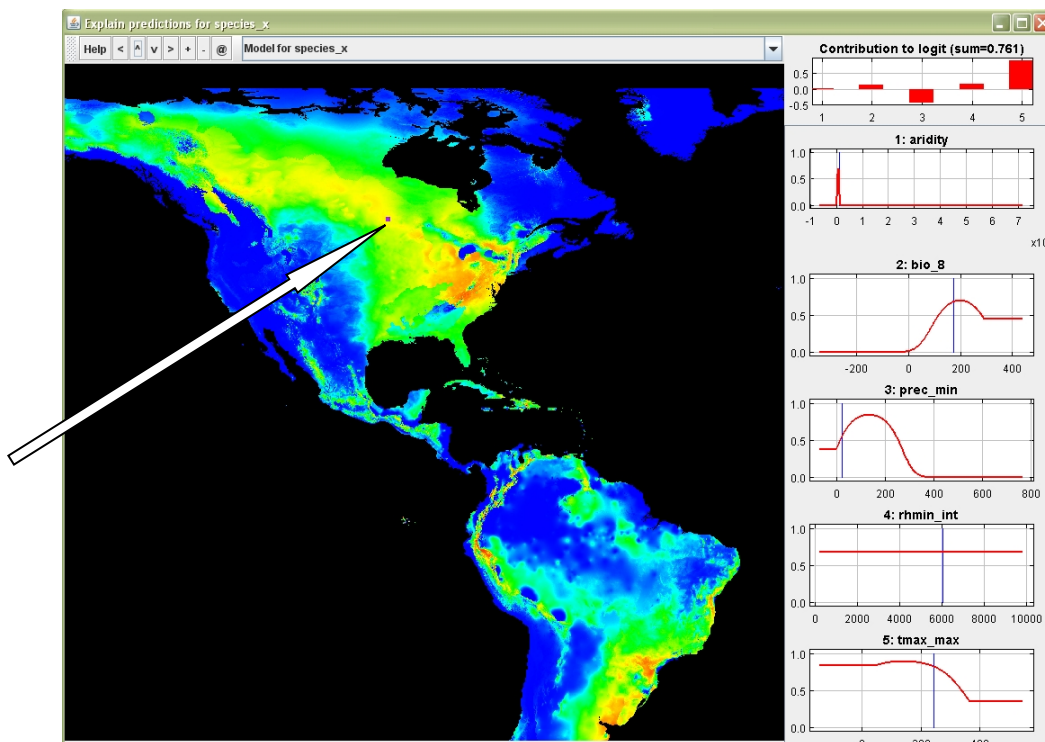 Explain predictions for species_x
Help < ^ v > + - @ Model for species_x
Contribution to logit (sum=0.761)
0.5
0.0
-0.5
1 2 3 4 5
1: aridity
1.0
0.5
0.0
-1 0 1 2 3 4 5 6 7
x10
2: bio_8
1.0
0.5
0.0
-200 0 200 400
3: prec_min
1.0
0.5
0.0
0 200 400 600 800
4: rhmin_int
1.0
0.5
0.0
0 2000 4000 6000 8000 10000
5: tmax_max
1.0
0.5
0.0
0 200 400